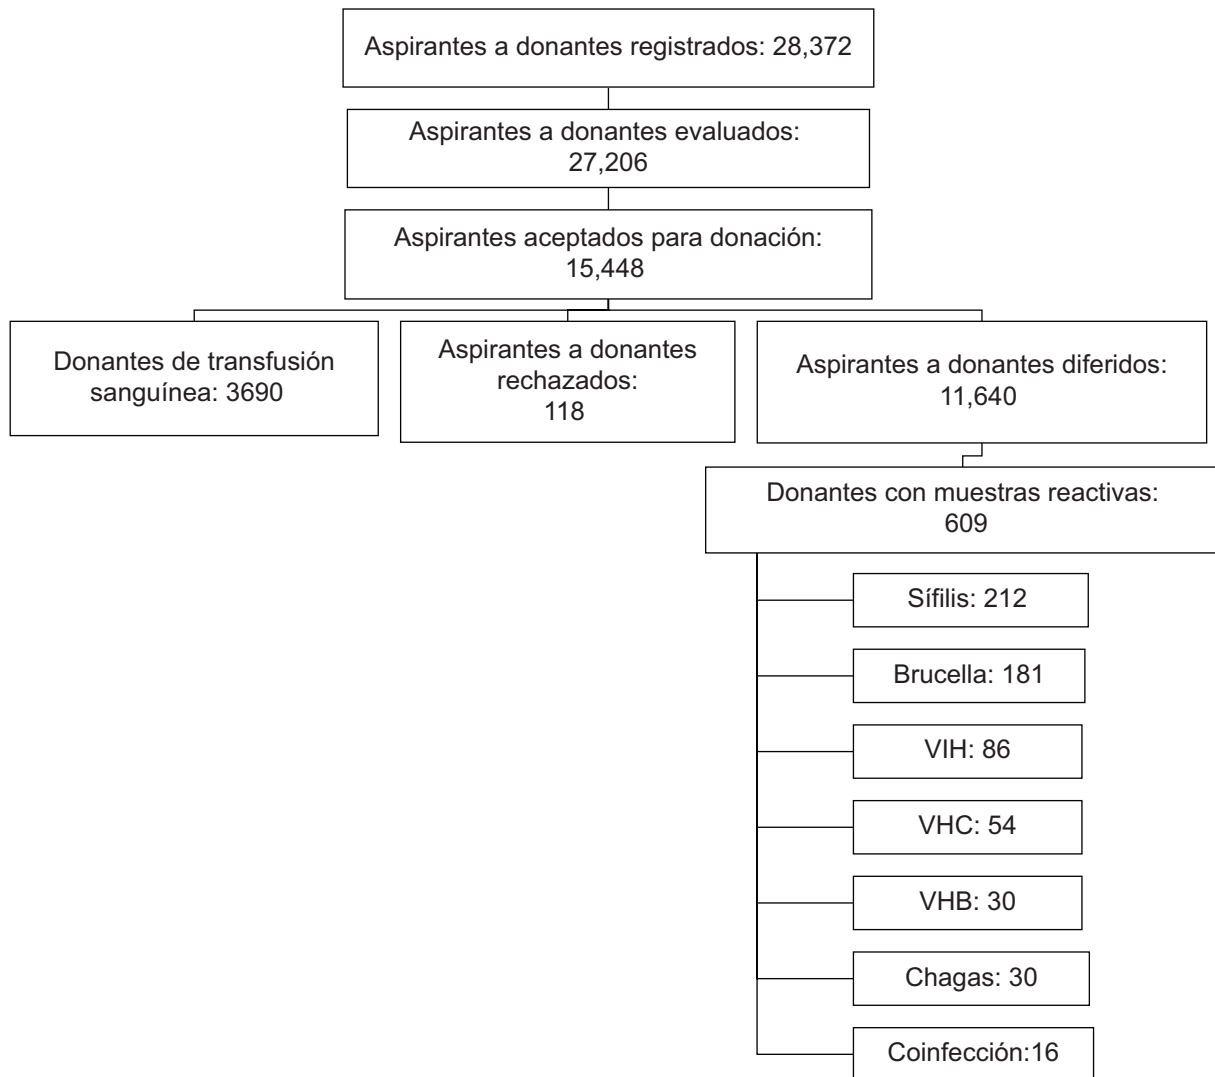 Aspirantes a donantes registrados: 28,372
Aspirantes a donantes evaluados:
27,206
Aspirantes aceptados para donación:
15,448
Donantes de transfusión
sanguínea: 3690
Aspirantes a donantes
rechazados:
118
Aspirantes a donantes diferidos:
11,640
Donantes con muestras reactivas:
609
Sífilis: 212
Brucella: 181
VIH: 86
VHC: 54
VHB: 30
Chagas: 30
Coinfección:16